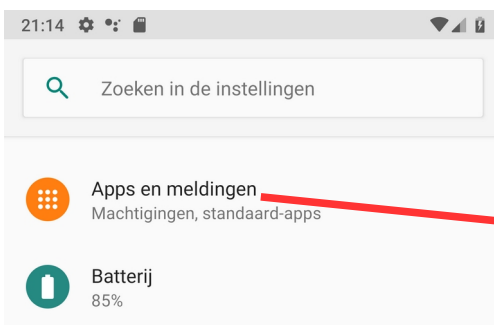 21:14
Zoeken in de instellingen
Apps en meldingen
Machtigingen, standaard-apps
Batterij
85%